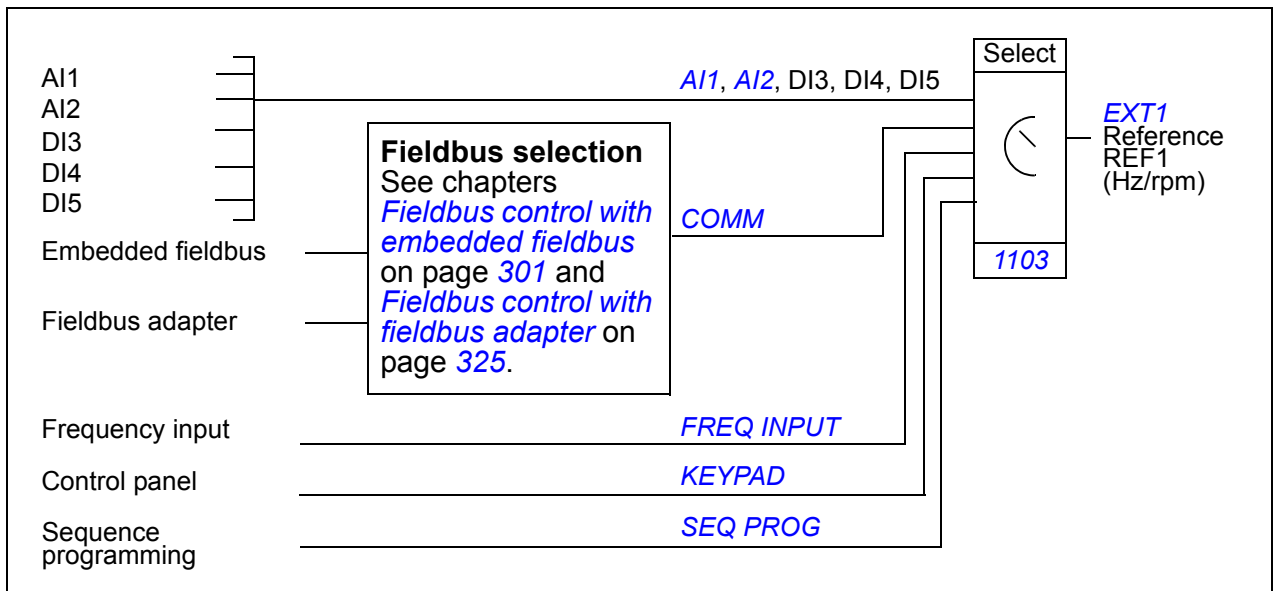 Select
AI1
AI2
DI3
DI4
DI5
AI1, AI2, DI3, DI4, DI5
EXT1
Reference
REF1
(Hz/rpm)
Fieldbus selection
See chapters
Fieldbus control with
embedded fieldbus
on page 301 and
Fieldbus control with
fieldbus adapter on
page 325.
COMM
1103
Embedded fieldbus
Fieldbus adapter
Frequency input
FREQ INPUT
Control panel
KEYPAD
Sequence
programming
SEQ PROG